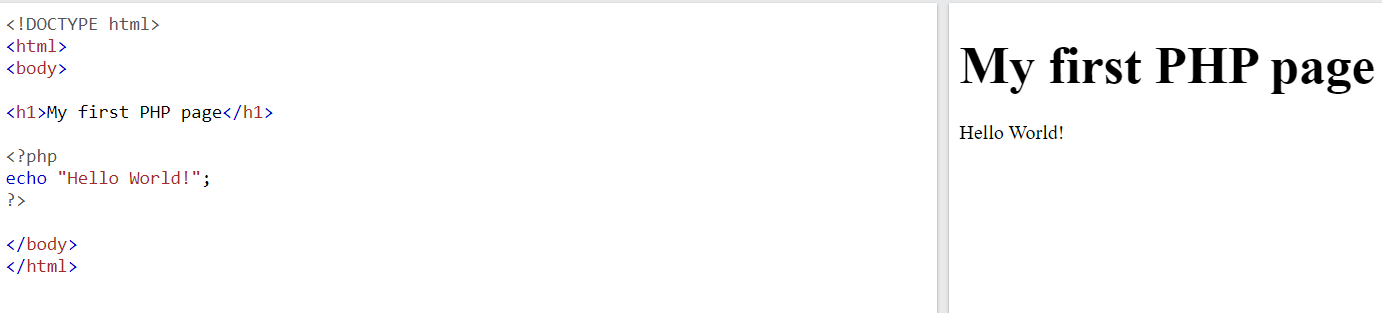 <!DOCTYPE html>
<html>
<body>
<h1>My first PHP page</h1>
<?php
echo "Hello World!";
?>
</body>
</html>
My first PHP page
Hello World!